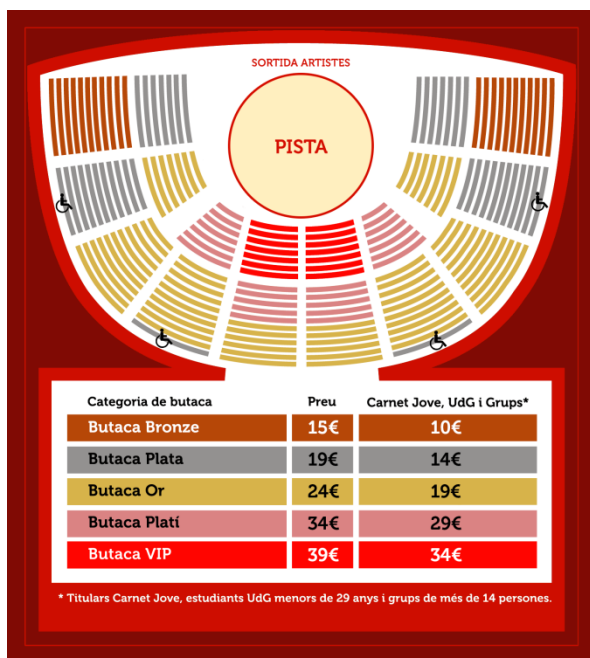 SORTIDA ARTISTES
PISTA
Categoria de butaca Preu Carnet Jove, UdG i Grups*
Butaca Bronze 15€ 10€
Butaca Plata 19€ 14€
Butaca Or 24€ 19€
Butaca Platí 34€ 29€
Butaca VIP 39€ 34€
* Titulars Carnet Jove, estudiants UdG menors de 29 anys i grups de més de 14 persones.